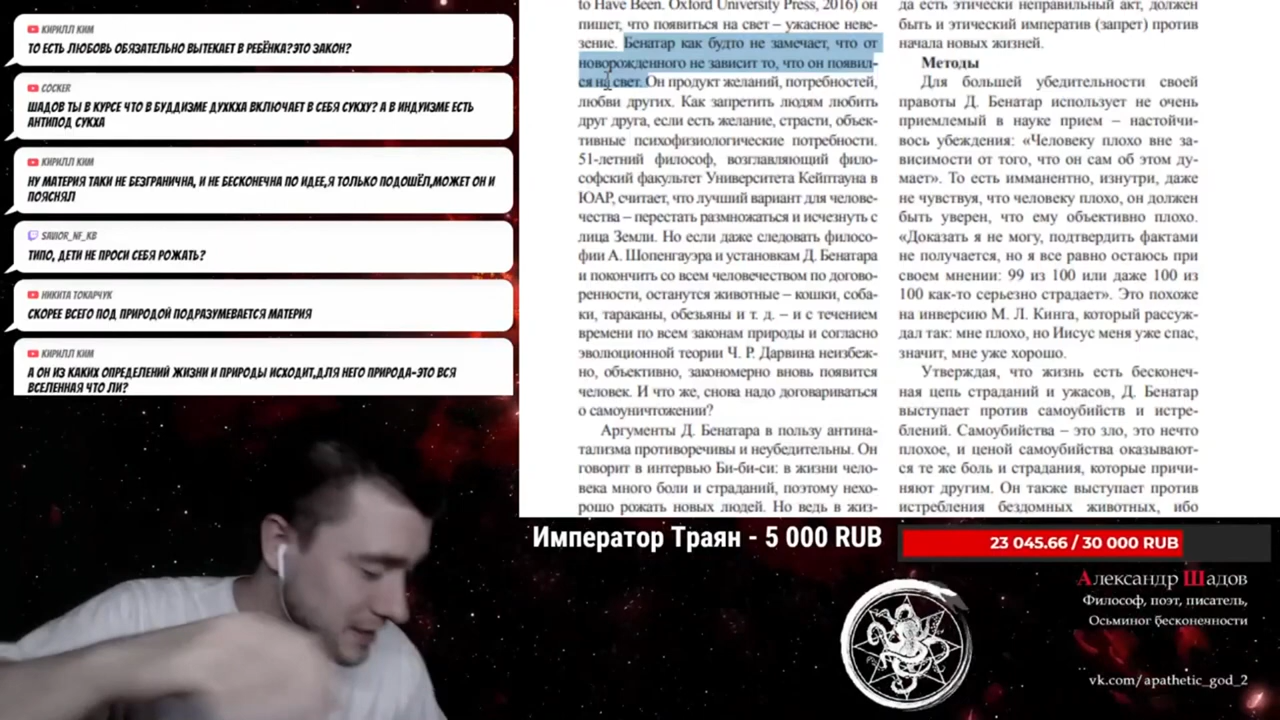 КИРИЛЛ КИМ
ТО ЕСТЬ ЛЮБОВЬ ОБЯЗАТЕЛЬНО ВЫТЕКАЕТ В РЕБЁНКА?ЭТО ЗАКОН?
COCKER
ШАДОВ ТЫ В КУРСЕ ЧТО В БУДДИЗМЕ ДУХКХА ВКЛЮЧАЕТ В СЕБЯ СУКХУ? А В ИНДУИЗМЕ ЕСТЬ
АНТИПОД СУКХА
КИРИЛЛ КИМ
НУ МАТЕРИЯ ТАКИ НЕ БЕЗГРАНИЧНА, И НЕ БЕСКОНЕЧНА ПО ИДЕЕ,Я ТОЛЬКО ПОДОШЁЛ,МОЖЕТ ОН И
ПОЯСНЯЛ
SAVIOR_NF_KB
ТИПО, ДЕТИ НЕ ПРОСИ СЕБЯ РОЖАТЬ?
НИКИТА ТОКАРЧУК
СКОРЕЕ ВСЕГО ПОД ПРИРОДОЙ ПОДРАЗУМЕВАЕТСЯ МАТЕРИЯ
КИРИЛЛ КИМ
А ОН ИЗ КАКИХ ОПРЕДЕЛЕНИЙ ЖИЗНИ И ПРИРОДЫ ИСХОДИТ,ДЛЯ НЕГО ПРИРОДА-ЭТО ВСЯ
ВСЕЛЕННАЯ ЧТО ЛИ?
to Have Been. Oxford University Press, 2016) он
пишет, что появиться на свет – ужасное неве-
зение. Бенатар как будто не замечает, что от
новорожденного не зависит то, что он появил-
ся на свет. Он продукт желаний, потребностей,
любви других. Как запретить людям любить
друг друга, если есть желание, страсти, объек-
тивные психофизиологические потребности.
51-летний философ, возглавляющий фило-
софский факультет Университета Кейптауна в
ЮАР, считает, что лучший вариант для челове-
чества – перестать размножаться и исчезнуть с
лица Земли. Но если даже следовать филосо-
фии А. Шопенгауэра и установкам Д. Бенатара
и покончить со всем человечеством по догово-
ренности, останутся животные – кошки, соба-
ки, тараканы, обезьяны и т. д. – и с течением
времени по всем законам природы и согласно
эволюционной теории Ч. Р. Дарвина неизбеж-
но, объективно, закономерно вновь появится
человек. И что же, снова надо договариваться
о самоуничтожении?
Аргументы Д. Бенатара в пользу антина-
тализма противоречивы и неубедительны. Он
говорит в интервью Би-би-си: в жизни чело-
века много боли и страданий, поэтому нехо-
рошо рожать новых людей. Но ведь в жиз-
да есть этически неправильный акт, должен
быть и этический императив (запрет) против
начала новых жизней.
Методы
Для большей убедительности своей
правоты Д. Бенатар использует не очень
приемлемый в науке прием – настойчи-
вось убеждения: «Человеку плохо вне за-
висимости от того, что он сам об этом ду-
мает». То есть имманентно, изнутри, даже
не чувствуя, что человеку плохо, он должен
быть уверен, что ему объективно плохо.
«Доказать я не могу, подтвердить фактами
не получается, но я все равно остаюсь при
своем мнении: 99 из 100 или даже 100 из
100 как-то серьезно страдает». Это похоже
на инверсию М. Л. Кинга, который рассуж-
дал так: мне плохо, но Иисус меня уже спас,
значит, мне уже хорошо.
Утверждая, что жизнь есть бесконеч-
ная цепь страданий и ужасов, Д. Бенатар
выступает против самоубийств и истре-
блений. Самоубийства – это зло, это нечто
плохое, и ценой самоубийства оказывают-
ся те же боль и страдания, которые причи-
няют другим. Он также выступает против
истребления бездомных животных, ибо
Император Траян - 5 000 RUB
23 045.66 / 30 000 RUB
Александр Шадов
Философ, поэт, писатель,
Осьминог бесконечности
vk.com/apathetic_god_2